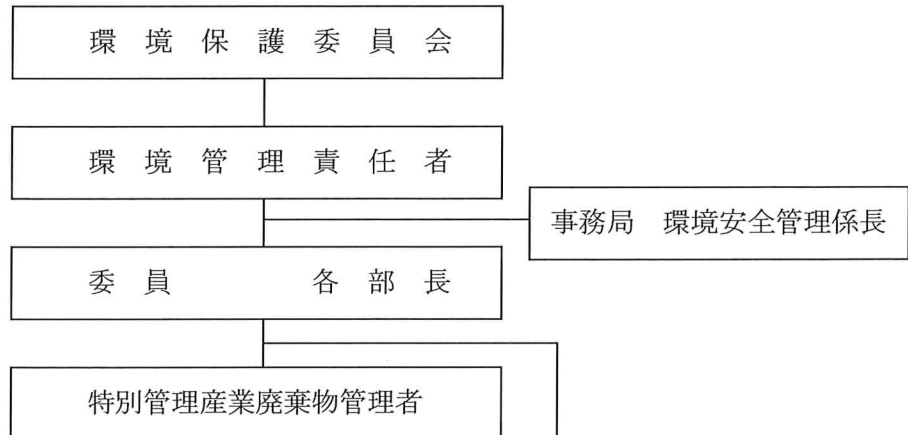 環境保護委員会
環境管理責任者
事務局　環境安全管理係長
委員　各部長
特別管理産業廃棄物管理者